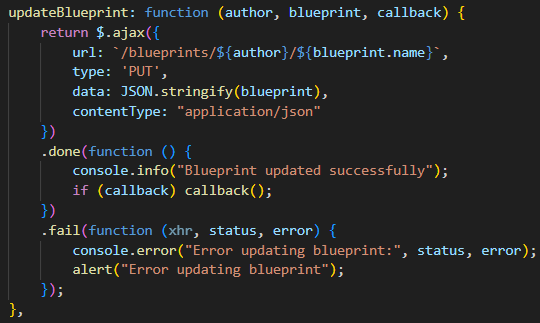 updateBlueprint: function (author, blueprint, callback) {
    return $.ajax({
        url: `/blueprints/${author}/${blueprint.name}`,
        type: 'PUT',
        data: JSON.stringify(blueprint),
        contentType: "application/json"
    })
    .done(function () {
        console.info("Blueprint updated successfully");
        if (callback) callback();
    })
    .fail(function (xhr, status, error) {
        console.error("Error updating blueprint:", status, error);
        alert("Error updating blueprint");
    });
},